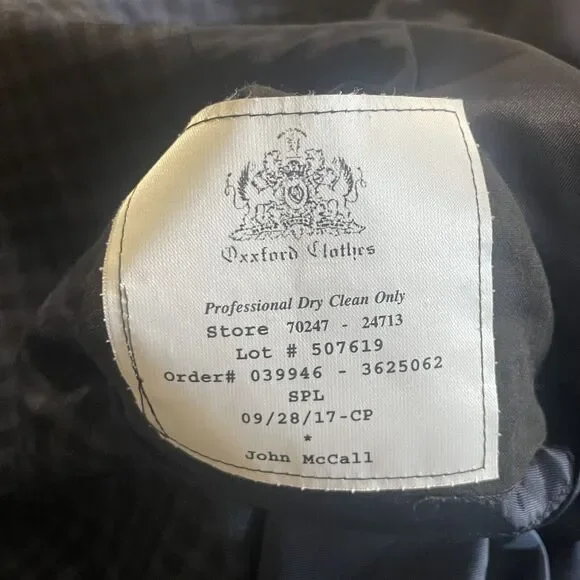 Oxxford Clothes
Professional Dry Clean Only
Store 70247 - 24713
Lot # 507619
Order# 039946 - 3625062
SPL
09/28/17-CP
*
John McCall